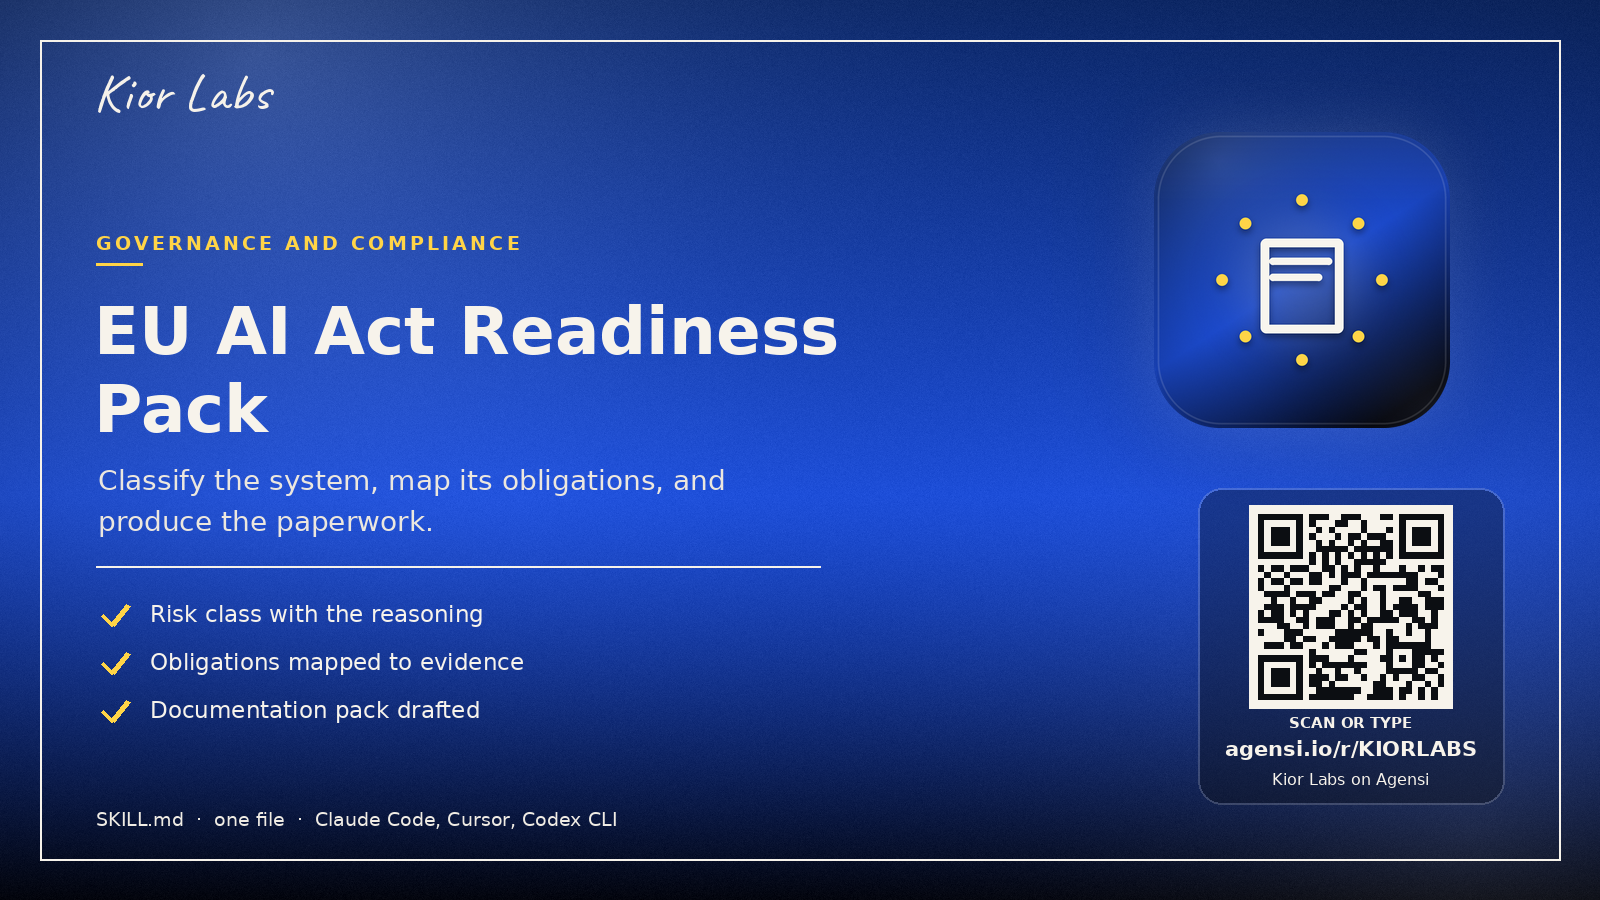 Kior Labs
GOVERNANCE AND COMPLIANCE
EU AI Act Readiness
Pack
Classify the system, map its obligations, and
produce the paperwork.
Risk class with the reasoning
Obligations mapped to evidence
Documentation pack drafted
SKILL.md · one file · Claude Code, Cursor, Codex CLI
SCAN OR TYPE
agensi.io/r/KIORLABS
Kior Labs on Agensi